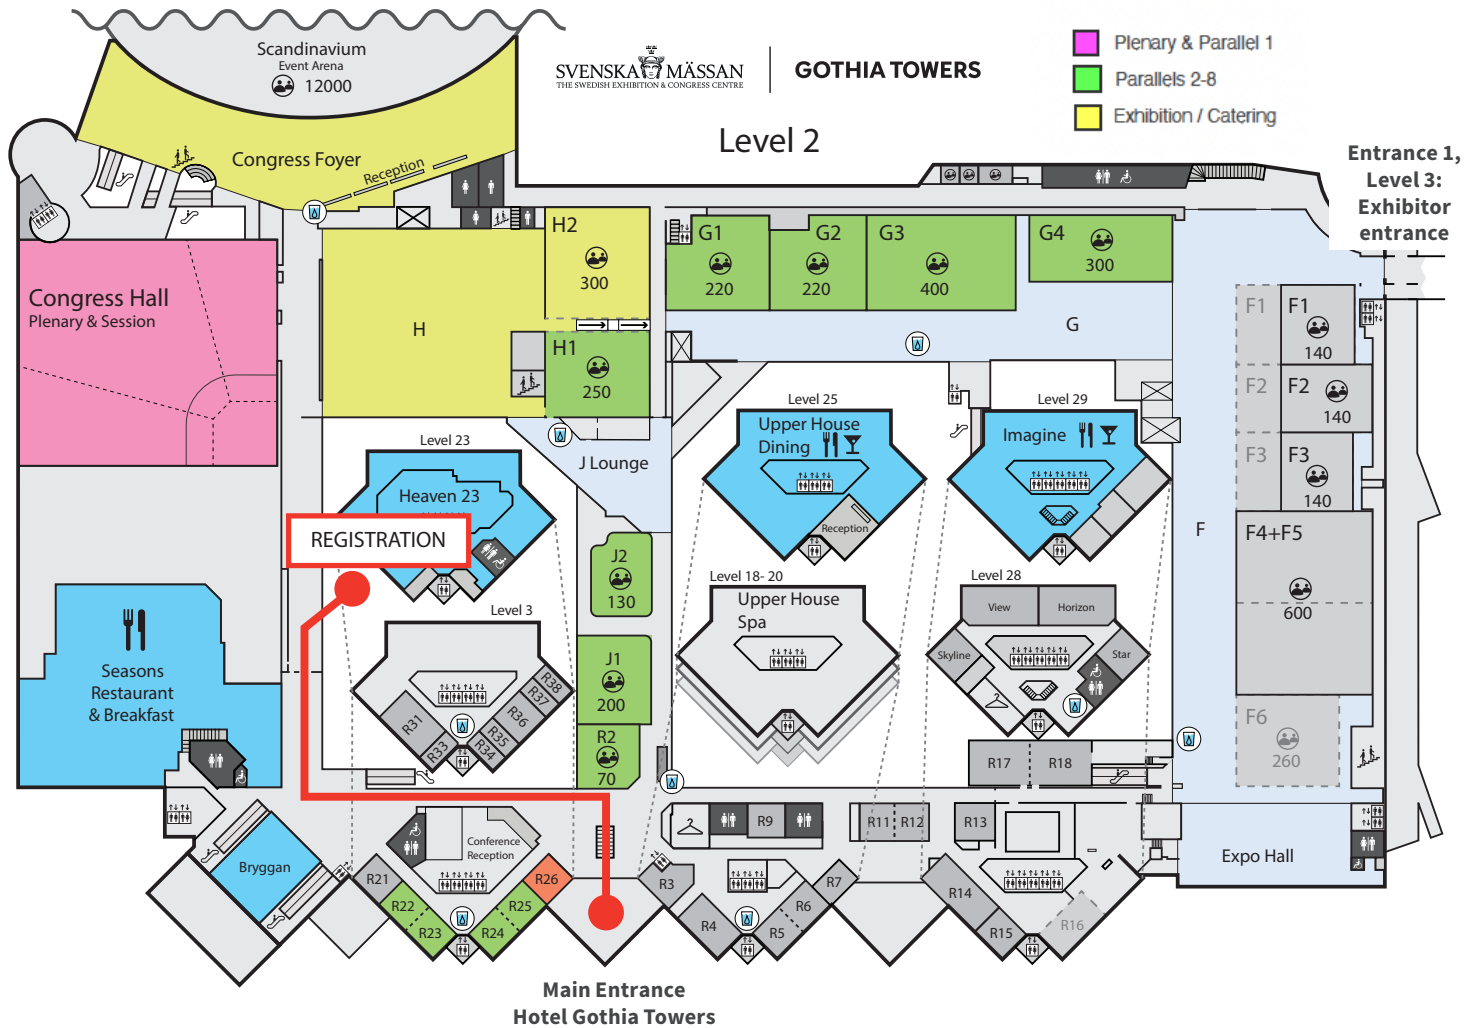 Scandinavium
Event Arena
12000
SVENSKA MÄSSAN
THE SWEDISH EXHIBITION & CONGRESS CENTRE
GOTHIA TOWERS
Level 2
Plenary & Parallel 1
Parallels 2-8
Exhibition / Catering
Entrance 1,
Level 3:
Exhibitor
entrance
Congress Foyer
Reception
Congress Hall
Plenary & Session
H
H2
300
H1
250
G1
220
G2
220
G3
400
G4
300
G
F1
F1
140
F2
F2
140
F3
F3
140
F4+F5
600
F6
260
F
Expo Hall
J Lounge
Level 23
Heaven 23
REGISTRATION
Level 25
Upper House
Dining
Reception
Level 29
Imagine
J2
130
J1
200
R2
70
Level 3
R31
R33
R34
R35
R36
R37
R38
Level 18- 20
Upper House
Spa
Level 28
View
Horizon
Skyline
Star
Seasons
Restaurant
& Breakfast
R17
R18
Bryggan
Conference
Reception
R21
R22
R23
R24
R25
R26
R9
R11
R12
R13
R3
R4
R5
R6
R7
R14
R15
R16
Main Entrance
Hotel Gothia Towers